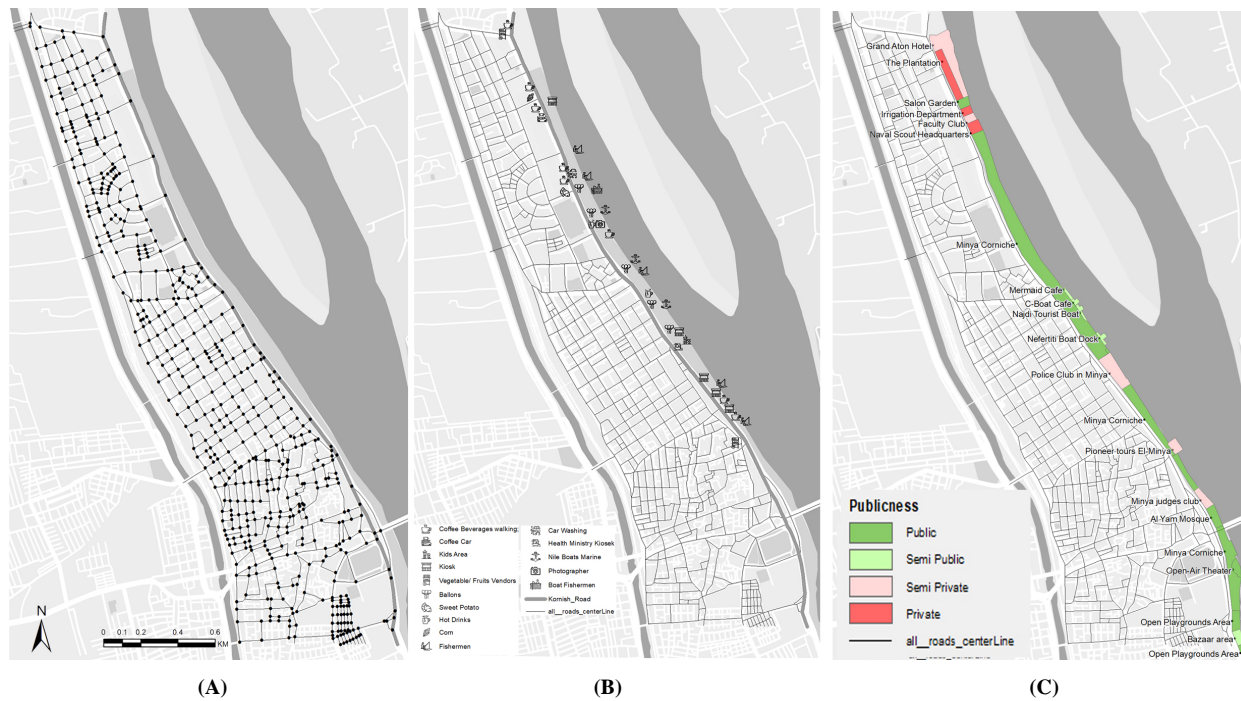 N
0 0.1 0.2 0.4 0.6
KM
(A)
Coffee Beverages walking;
Coffee Car
Kids Area
Kiosk
Vegetable/ Fruits Vendors
Ballons
Sweet Potato
Hot Drinks
Corn
Fishermen
Car Washing
Health Ministry Kiosek
Nile Boats Marine
Photographer
Boat Fishermen
Kornish_Road
all__roads_centerLine
(B)
Grand Aton Hotel
The Plantation
Salon Garden
Irrigation Department
Faculty Club
Naval Scout Headquarters
Minya Corniche
Mermaid Cafe
C-Boat Cafe
Najdi Tourist Boat
Nefertiti Boat Dock
Police Club in Minya
Minya Corniche
Pioneer tours El-Minya
Minya judges club
Al Yam Mosque
Minya Corniche
Open-Air Theater
Open Playgrounds Area
Bazaar area
Open Playgrounds Area
Publicness
Public
Semi Public
Semi Private
Private
all__roads_centerLine
(C)